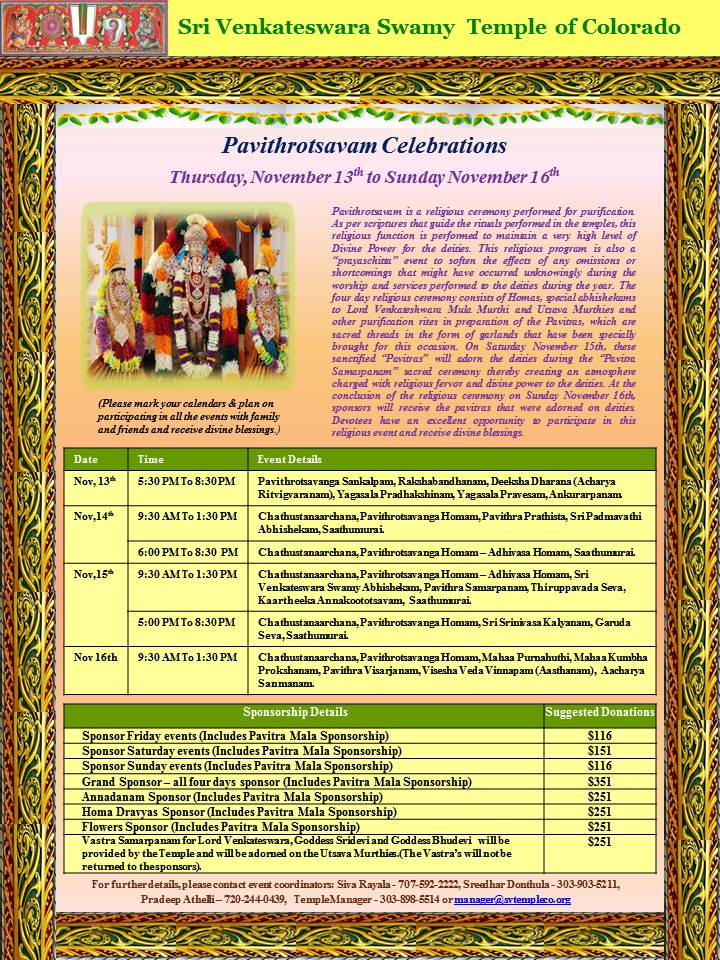 Sri Venkateswara Swamy Temple of Colorado
Pavithrotsavam Celebrations
Thursday, November 13th to Sunday November 16th
Pavithrotsavam is a religious ceremony performed for purification.
As per scriptures that guide the rituals performed in the temples, this
religious function is performed to maintain a very high level of
Divine Power for the deities. This religious program is also a
“prayaschitta” event to soften the effects of any omissions or
shortcomings that might have occurred unknowingly during the
worship and services performed to the deities during the year. The
four day religious ceremony consists of Homas, special abhishekams
to Lord Venkateshwara Mula Murthi and Utsava Murthies and
other purification rites in preparation of the Pavitras, which are
sacred threads in the form of garlands that have been specially
brought for this occasion. On Saturday November 15th, these
sanctified “Pavitras” will adorn the deities during the “Pavitra
Samarpanam” sacred ceremony thereby creating an atmosphere
charged with religious fervor and divine power to the deities. At the
conclusion of the religious ceremony on Sunday November 16th,
sponsors will receive the pavitras that were adorned on deities.
Devotees have an excellent opportunity to participate in this
religious event and receive divine blessings.
(Please mark your calendars & plan on
participating in all the events with family
and friends and receive divine blessings.)
Date Time Event Details
Nov, 13th 5:30 PM To 8:30 PM Pavithrotsavanga Sankalpam, Rakshabandhanam, Deeksha Dharana (Acharya
Ritvigvaranam), Yagasala Pradhakshinam, Yagasala Pravesam, Ankurarpanam.
Nov,14th 9:30 AM To 1:30 PM Chathustanaarchana, Pavithrotsavanga Homam, Pavithra Prathista, Sri Padmavathi
Abhishekam, Saathumurai.
6:00 PM To 8:30 PM Chathustanaarchana, Pavithrotsavanga Homam – Adhivasa Homam, Saathumurai.
Nov,15th 9:30 AM To 1:30 PM Chathustanaarchana, Pavithrotsavanga Homam – Adhivasa Homam, Sri
Venkateswara Swamy Abhishekam, Pavithra Samarpanam, Thiruppavada Seva,
Kaartheeka Annakoototsavam, Saathumurai.
5:00 PM To 8:30 PM Chathustanaarchana, Pavithrotsavanga Homam, Sri Srinivasa Kalyanam, Garuda
Seva, Saathumurai.
Nov 16th 9:30 AM To 1:30 PM Chathustanaarchana, Pavithrotsavanga Homam, Mahaa Purnahuthi, Mahaa Kumbha
Prokshanam, Pavithra Visarjanam, Visesha Veda Vinnapam (Aasthanam), Aacharya
Sanmanam.
Sponsorship Details Suggested Donations
Sponsor Friday events (Includes Pavitra Mala Sponsorship) $116
Sponsor Saturday events (Includes Pavitra Mala Sponsorship) $151
Sponsor Sunday events (Includes Pavitra Mala Sponsorship) $116
Grand Sponsor – all four days sponsor (Includes Pavitra Mala Sponsorship) $351
Annadanam Sponsor (Includes Pavitra Mala Sponsorship) $251
Homa Dravyas Sponsor (Includes Pavitra Mala Sponsorship) $251
Flowers Sponsor (Includes Pavitra Mala Sponsorship) $251
Vastra Samarpanam for Lord Venkateswara, Goddess Sridevi and Goddess Bhudevi will be $251
provided by the Temple and will be adorned on the Utsava Murthies.(The Vastra's will not be
returned to the sponsors).
For further details, please contact event coordinators: Siva Rayala - 707-592-2222, Sreedhar Donthula - 303-903-5211,
Pradeep Athelli – 720-244-0439, TempleManager - 303-898-5514 or manager@svtempleco.org